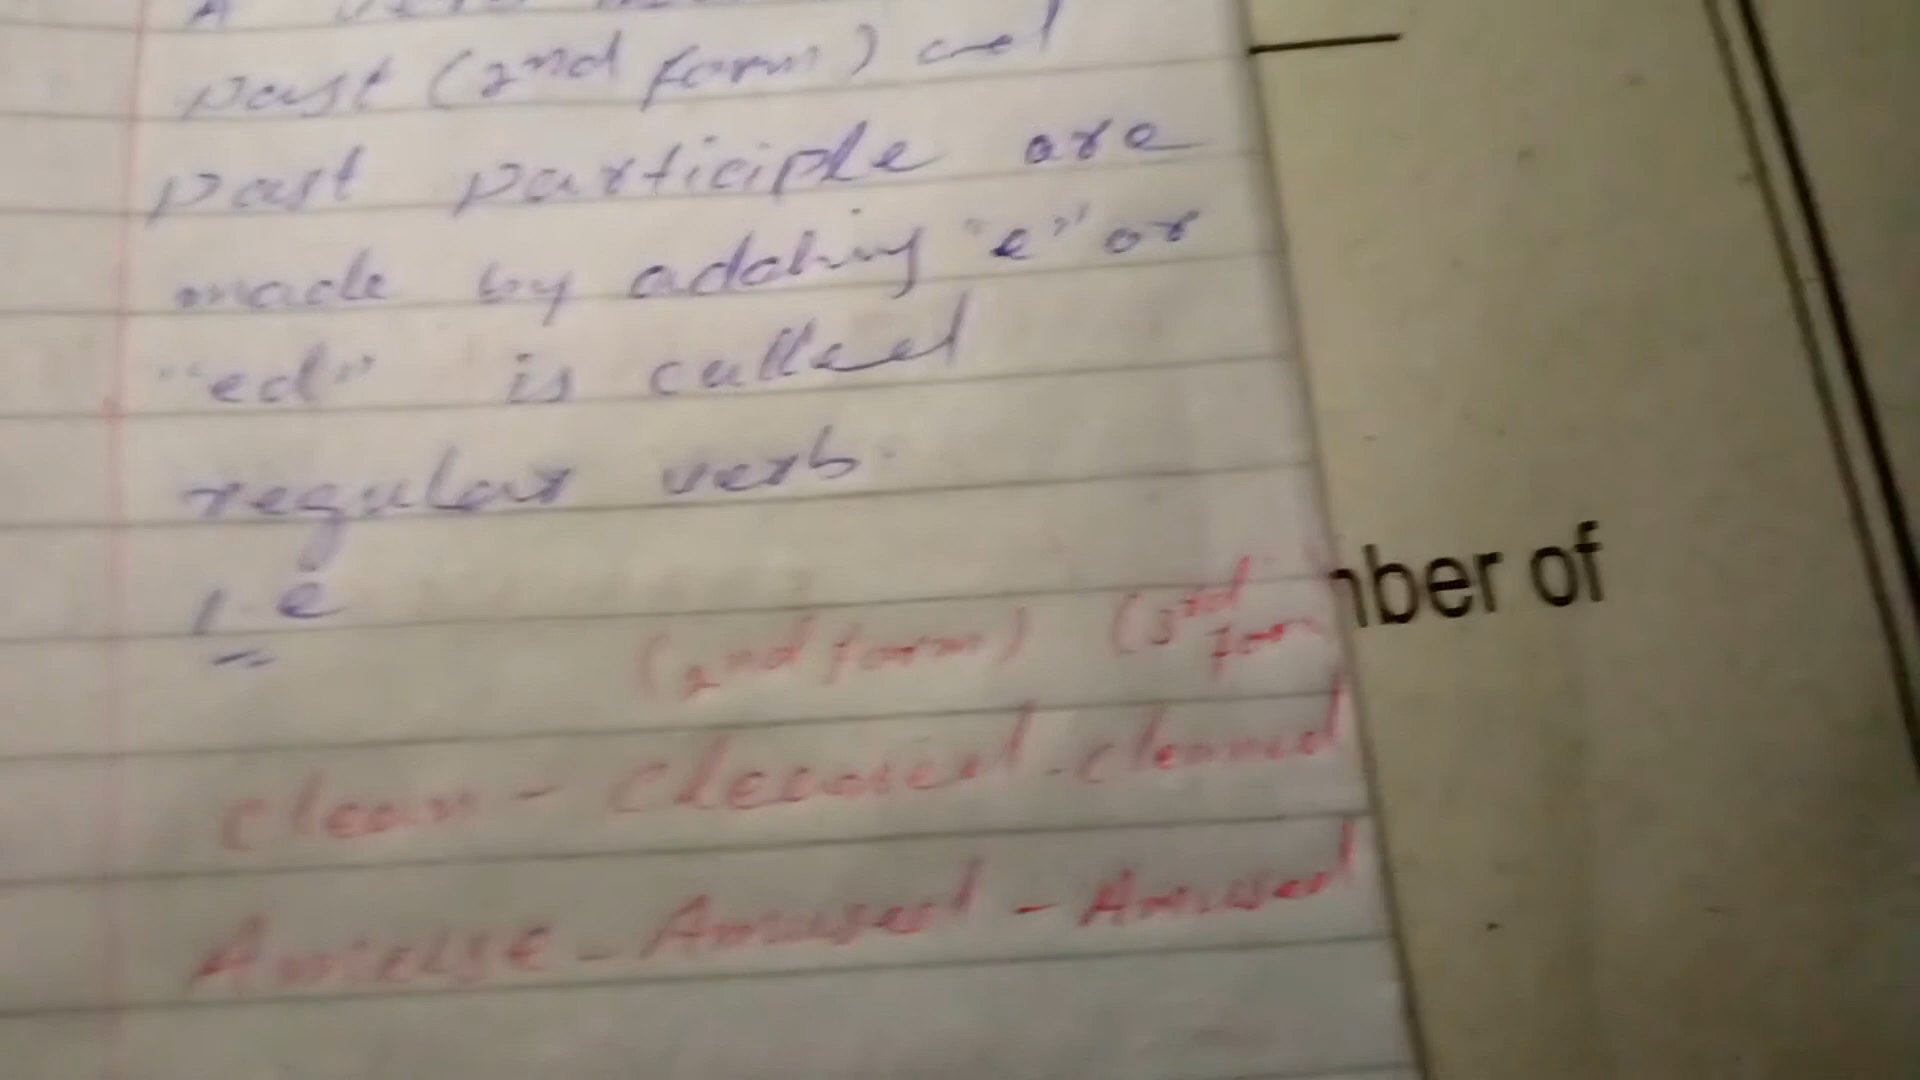 A verb
past (2nd form) and
past participle are
made by adding "e" or
"ed" is called
regular verb.
i.e
(2nd form) (3rd form
clean - cleaned - cleaned
Amuse - Amused - Amused
nber of